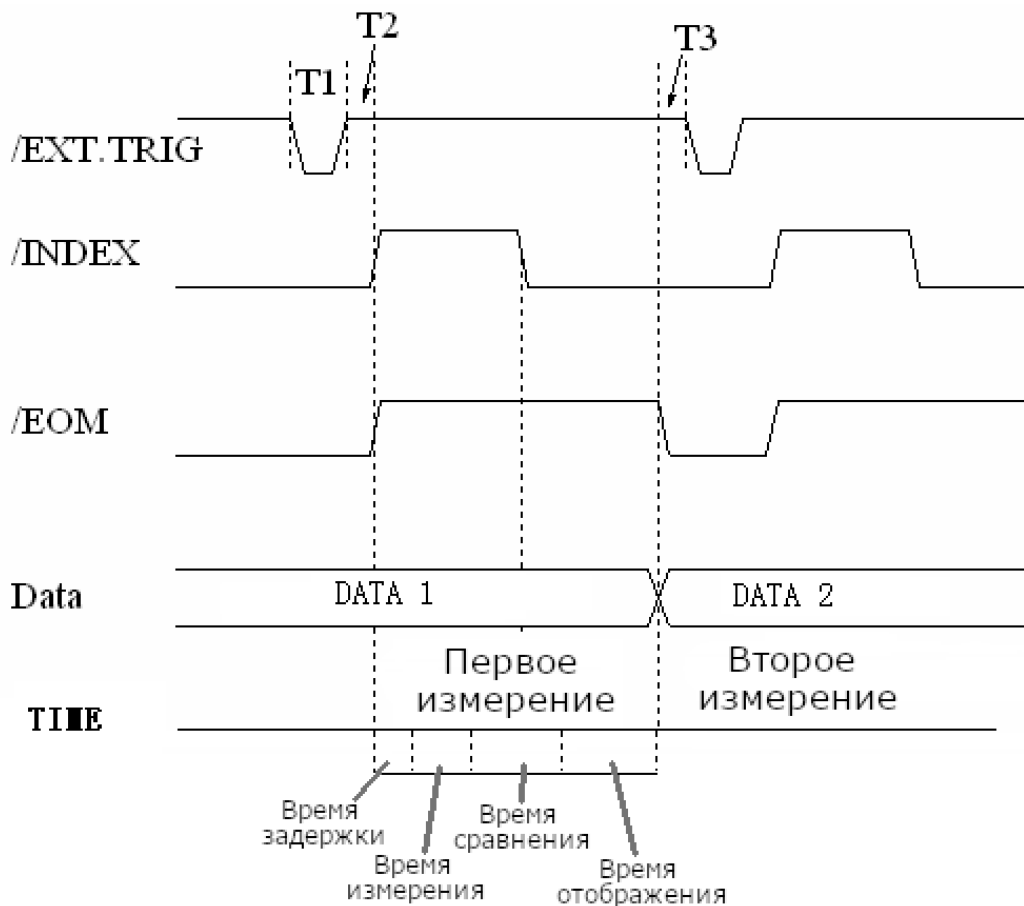 T2
T3
T1
/EXT.TRIG
/INDEX
/EOM
Data
DATA 1
DATA 2
Первое
измерение
Второе
измерение
TIME
Время
задержки
Время
измерения
Время
сравнения
Время
отображения